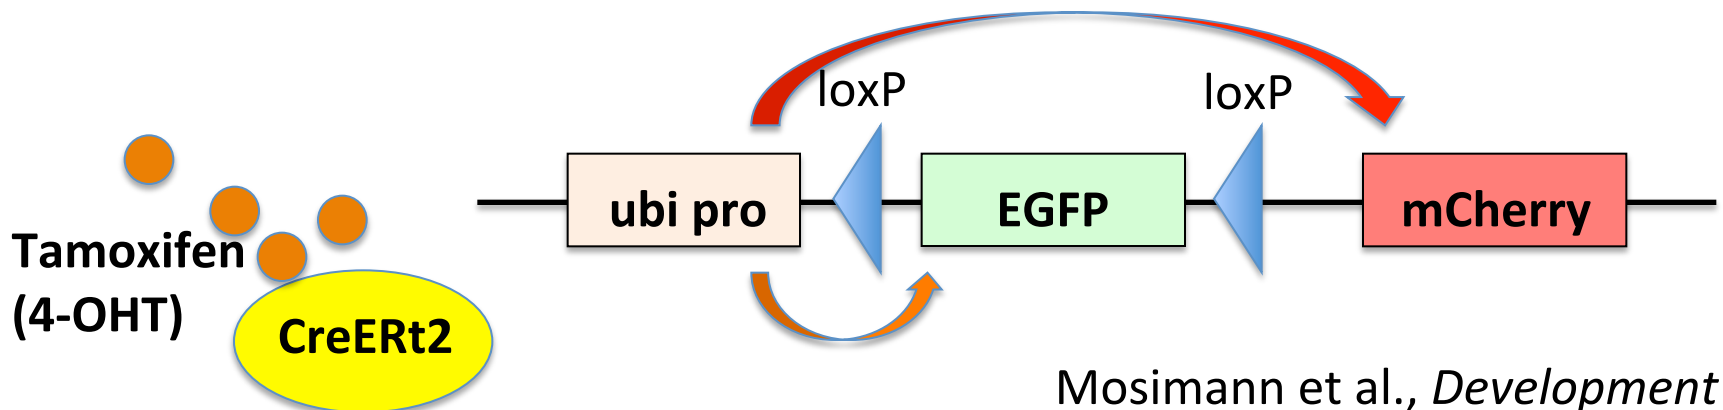 loxP
loxP
ubi pro
EGFP
mCherry
Tamoxifen
(4-OHT)
CreERt2
Mosimann et al., Development